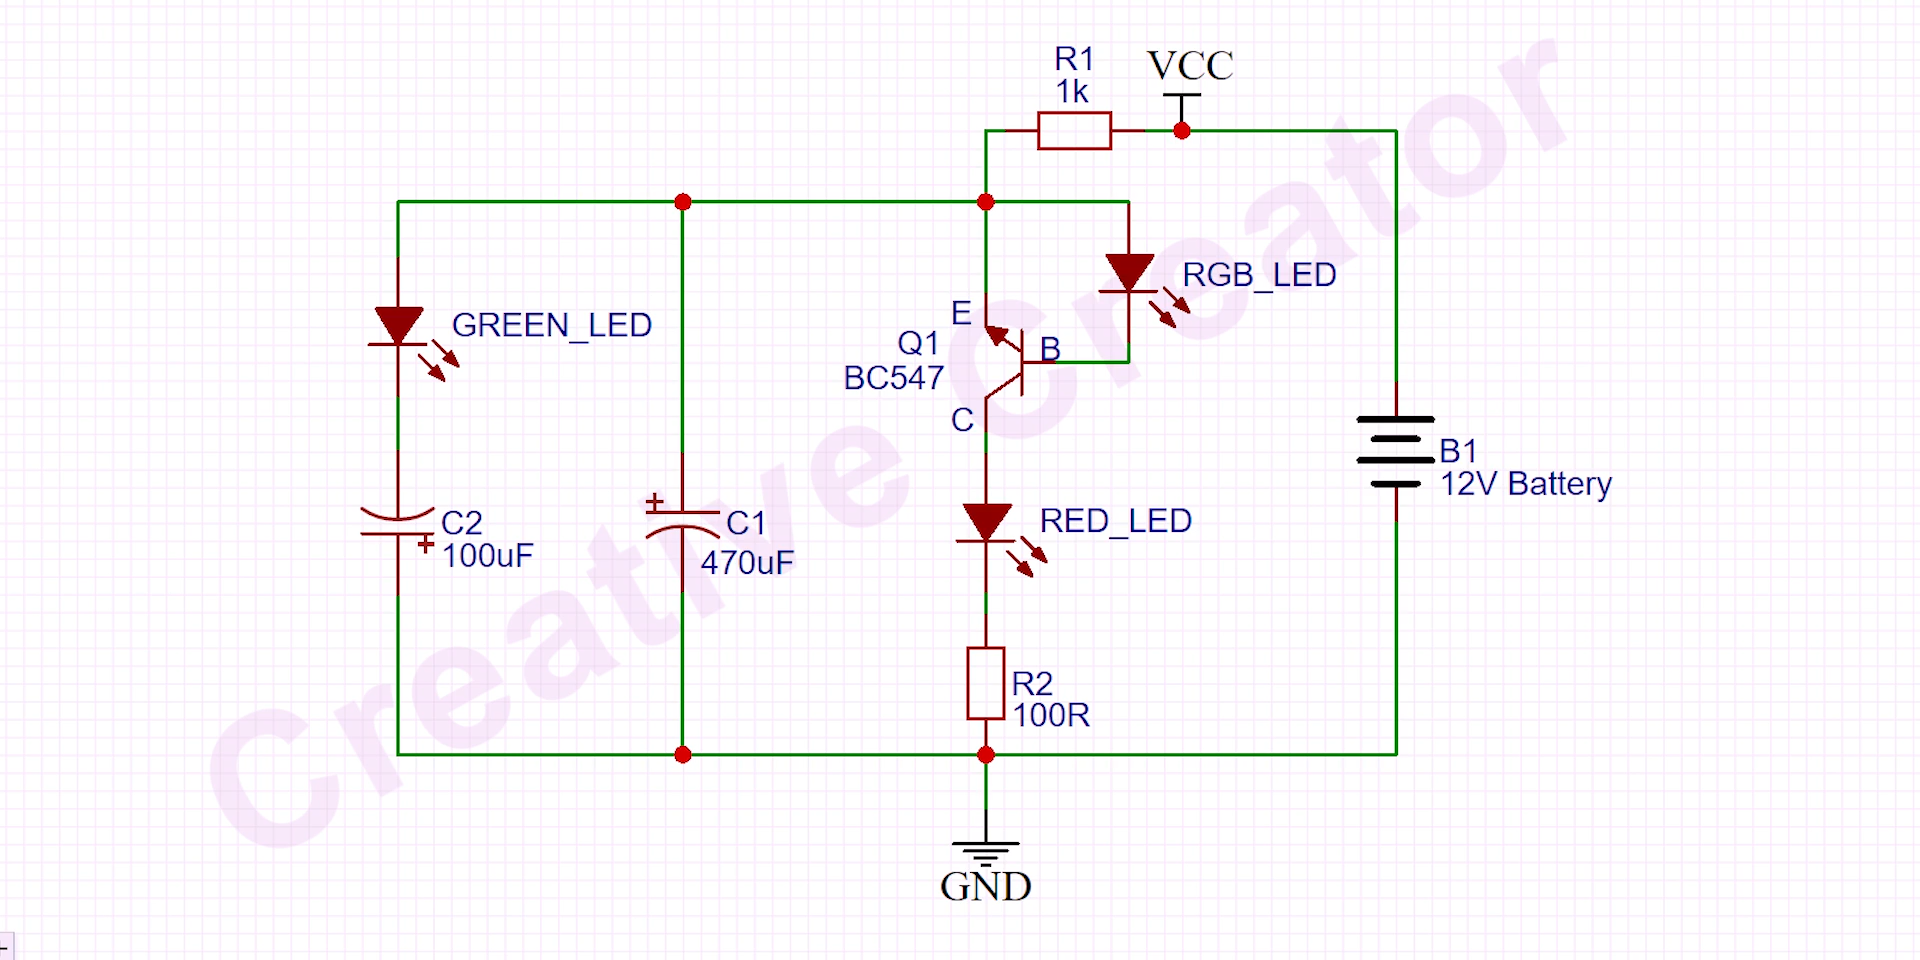 R1
1k
VCC
RGB_LED
GREEN_LED
E
Q1
BC547
B
C
B1
12V Battery
+
C2
100uF
+
C1
470uF
RED_LED
R2
100R
GND
Creative Creator
+